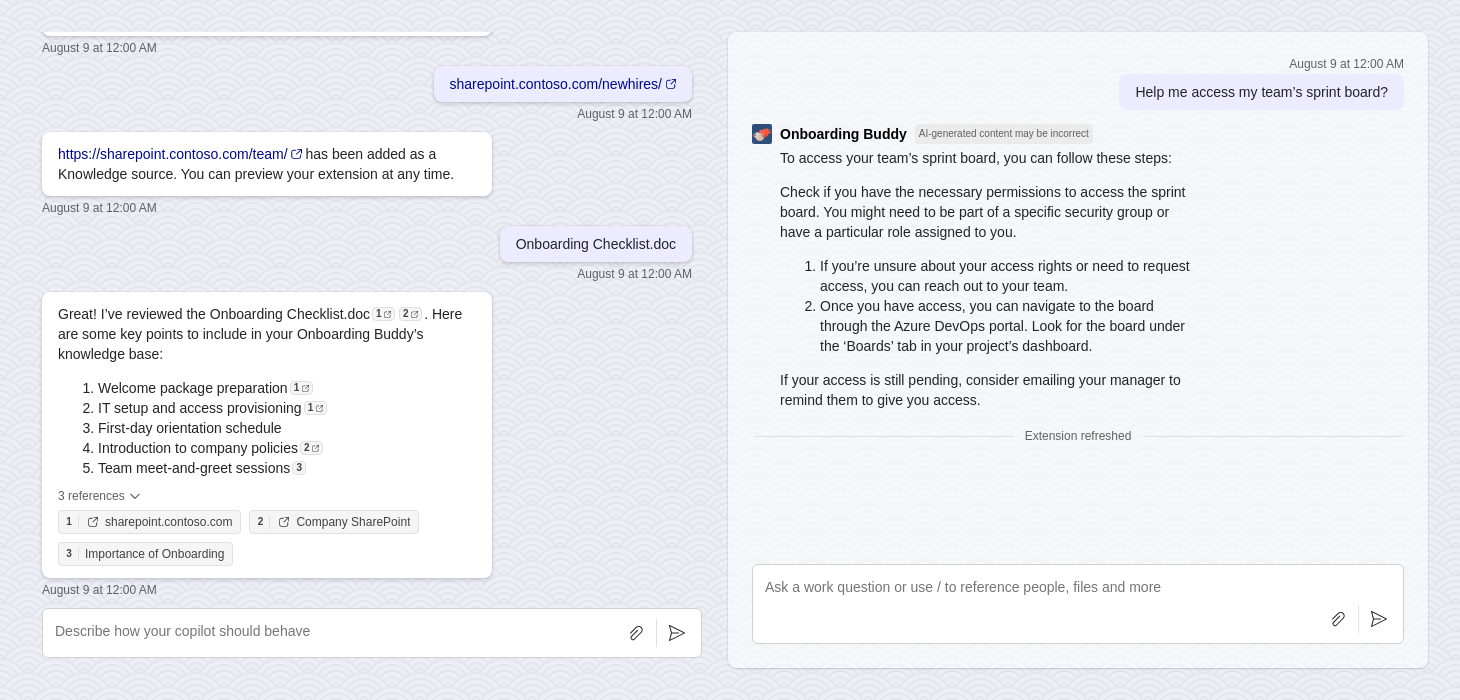 August 9 at 12:00 AM
sharepoint.contoso.com/newhires/
August 9 at 12:00 AM
https://sharepoint.contoso.com/team/ has been added as a
Knowledge source. You can preview your extension at any time.
August 9 at 12:00 AM
Onboarding Checklist.doc
August 9 at 12:00 AM
Great! I’ve reviewed the Onboarding Checklist.doc 1 2 . Here
are some key points to include in your Onboarding Buddy’s
knowledge base:
1. Welcome package preparation 1
2. IT setup and access provisioning 1
3. First-day orientation schedule
4. Introduction to company policies 2
5. Team meet-and-greet sessions 3
3 references
1 sharepoint.contoso.com 2 Company SharePoint
3 Importance of Onboarding
August 9 at 12:00 AM
Describe how your copilot should behave
August 9 at 12:00 AM
Help me access my team’s sprint board?
Onboarding Buddy AI-generated content may be incorrect
To access your team’s sprint board, you can follow these steps:
Check if you have the necessary permissions to access the sprint
board. You might need to be part of a specific security group or
have a particular role assigned to you.
1. If you’re unsure about your access rights or need to request
access, you can reach out to your team.
2. Once you have access, you can navigate to the board
through the Azure DevOps portal. Look for the board under
the ‘Boards’ tab in your project’s dashboard.
If your access is still pending, consider emailing your manager to
remind them to give you access.
Extension refreshed
Ask a work question or use / to reference people, files and more